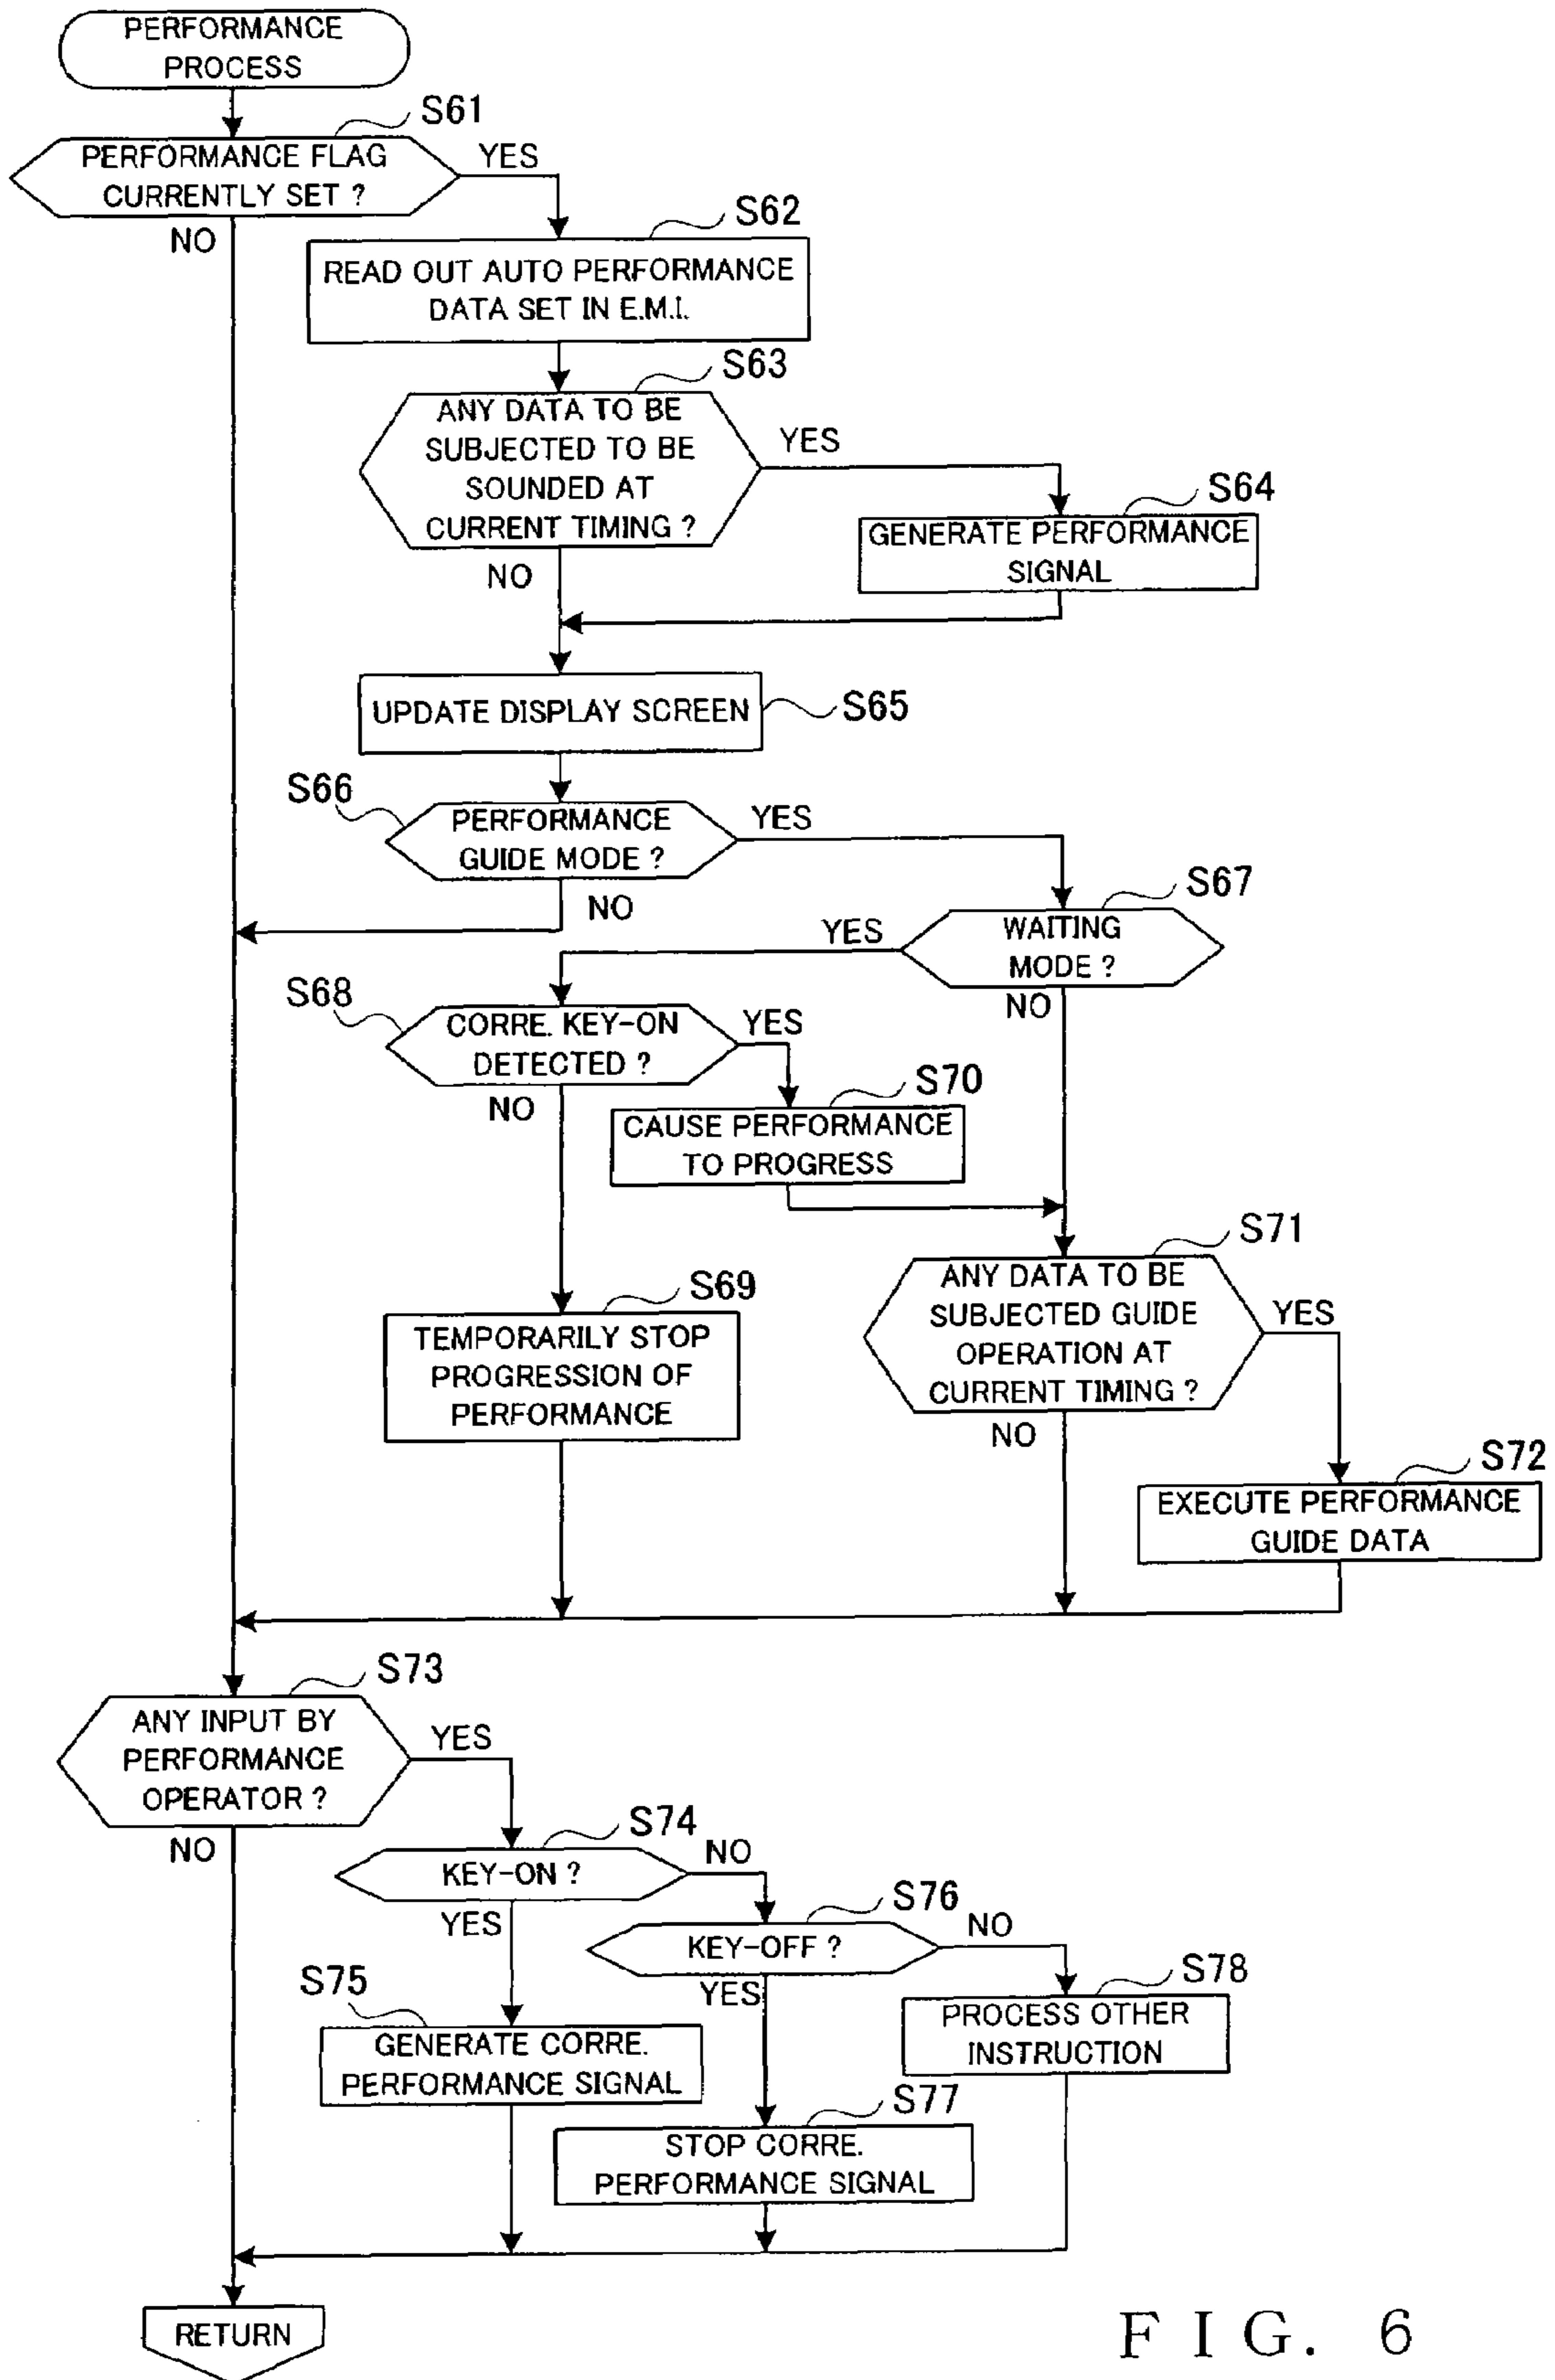 PERFORMANCE
PROCESS
S61
PERFORMANCE FLAG
CURRENTLY SET ?
YES
NO
S62
READ OUT AUTO PERFORMANCE
DATA SET IN E.M.I.
S63
ANY DATA TO BE
SUBJECTED TO BE
SOUNDED AT
CURRENT TIMING ?
YES
NO
S64
GENERATE PERFORMANCE
SIGNAL
UPDATE DISPLAY SCREEN
S65
S66
PERFORMANCE
GUIDE MODE ?
YES
NO
S67
WAITING
MODE ?
YES
NO
S68
CORRE. KEY-ON
DETECTED ?
YES
NO
S70
CAUSE PERFORMANCE
TO PROGRESS
S69
TEMPORARILY STOP
PROGRESSION OF
PERFORMANCE
S71
ANY DATA TO BE
SUBJECTED GUIDE
OPERATION AT
CURRENT TIMING ?
YES
NO
S72
EXECUTE PERFORMANCE
GUIDE DATA
S73
ANY INPUT BY
PERFORMANCE
OPERATOR ?
YES
NO
S74
KEY-ON ?
NO
YES
S76
KEY-OFF ?
NO
YES
S75
GENERATE CORRE.
PERFORMANCE SIGNAL
S78
PROCESS OTHER
INSTRUCTION
S77
STOP CORRE.
PERFORMANCE SIGNAL
RETURN
FIG. 6